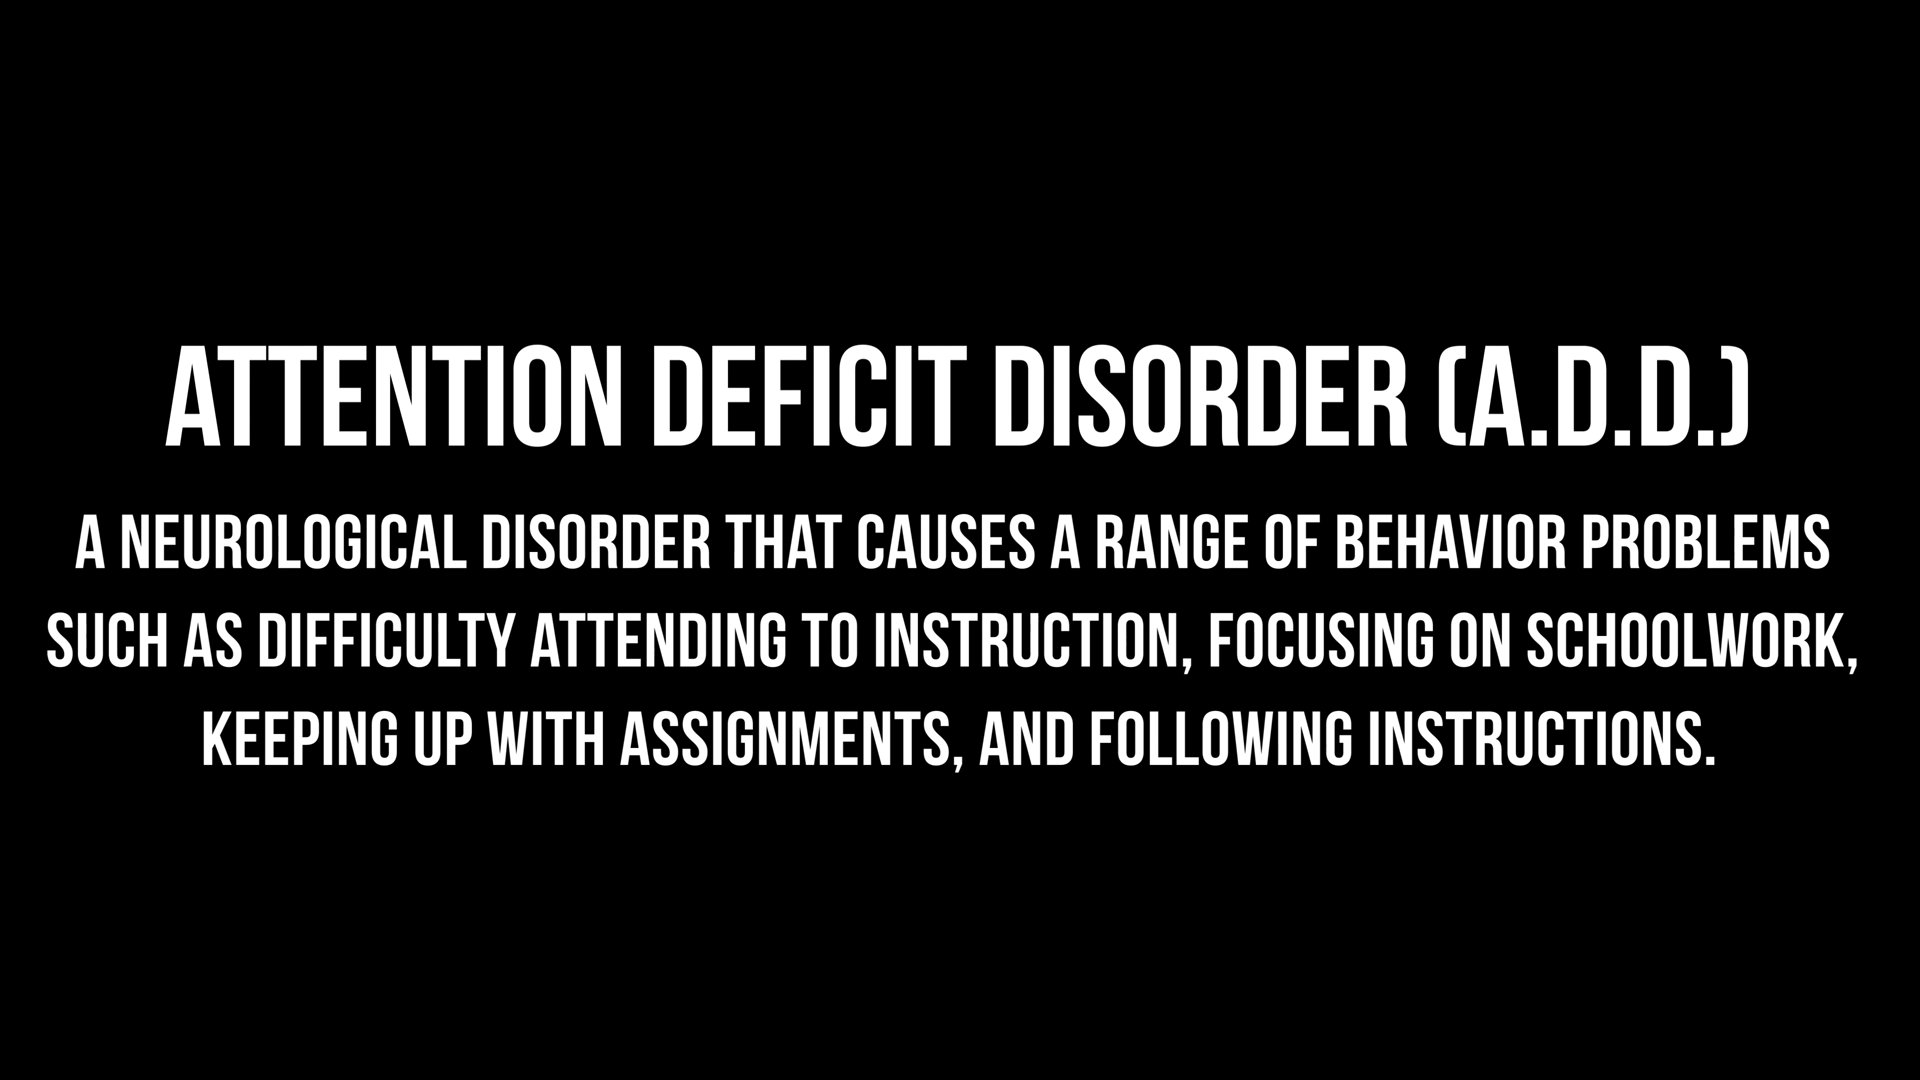 ATTENTION DEFICIT DISORDER (A.D.D.)
A NEUROLOGICAL DISORDER THAT CAUSES A RANGE OF BEHAVIOR PROBLEMS
SUCH AS DIFFICULTY ATTENDING TO INSTRUCTION, FOCUSING ON SCHOOLWORK,
KEEPING UP WITH ASSIGNMENTS, AND FOLLOWING INSTRUCTIONS.